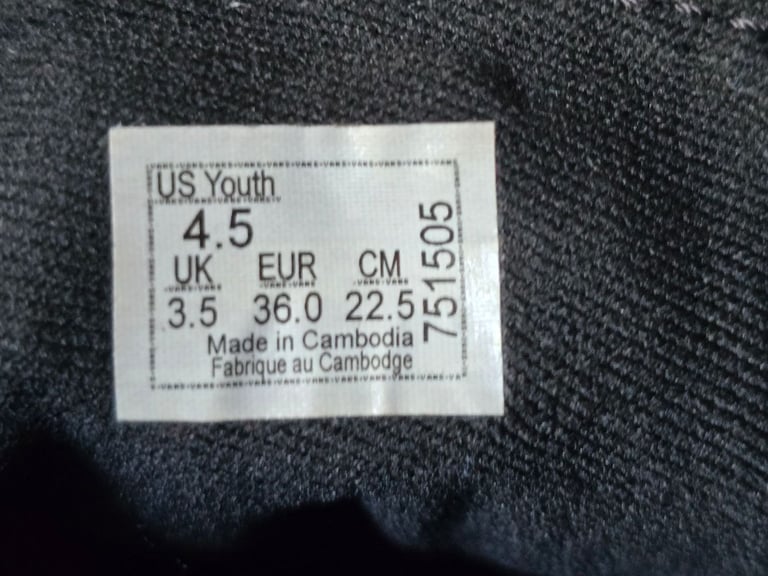 US Youth
4.5
UK EUR CM
3.5 36.0 22.5
Made in Cambodia
Fabrique au Cambodge
751505